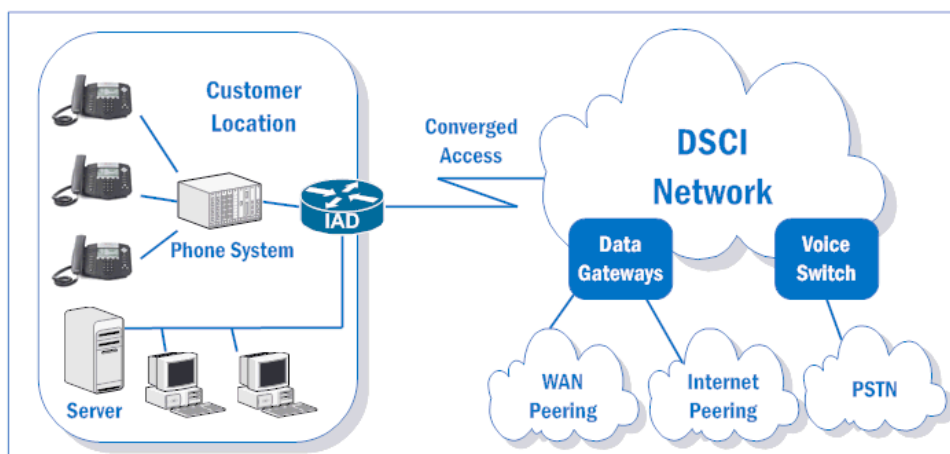 Customer
Location
Phone System
IAD
Server
Converged
Access
DSCI
Network
Data
Gateways
Voice
Switch
WAN
Peering
Internet
Peering
PSTN